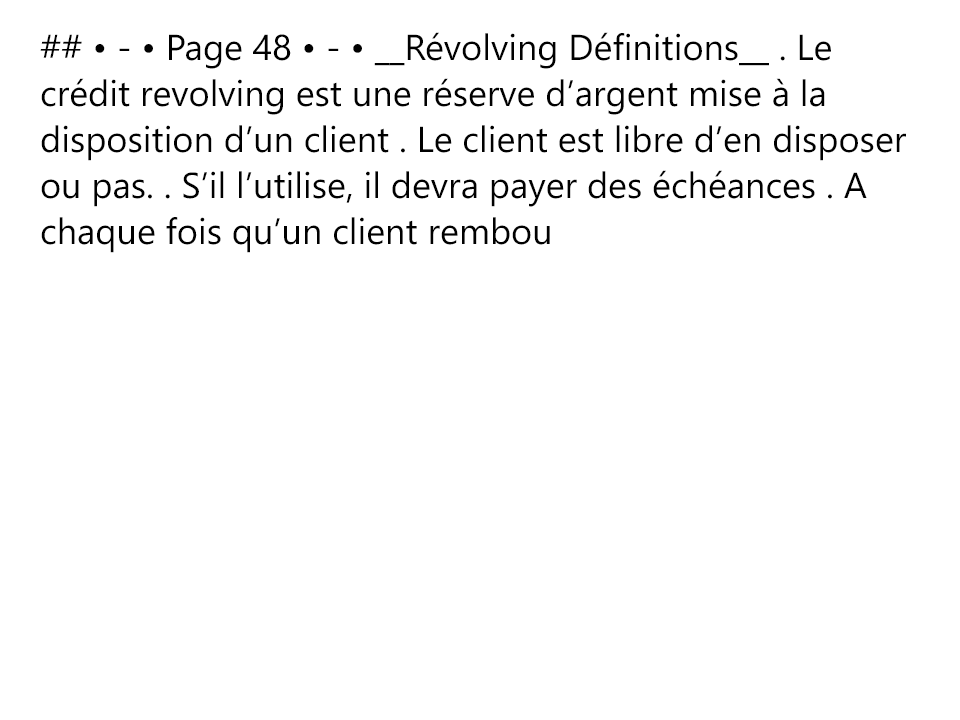 ## • - • Page 48 • - • __Révolving Définitions__ . Le
crédit revolving est une réserve d’argent mise à la
disposition d’un client . Le client est libre d’en disposer
ou pas. . S’il l’utilise, il devra payer des échéances . A
chaque fois qu’un client rembou